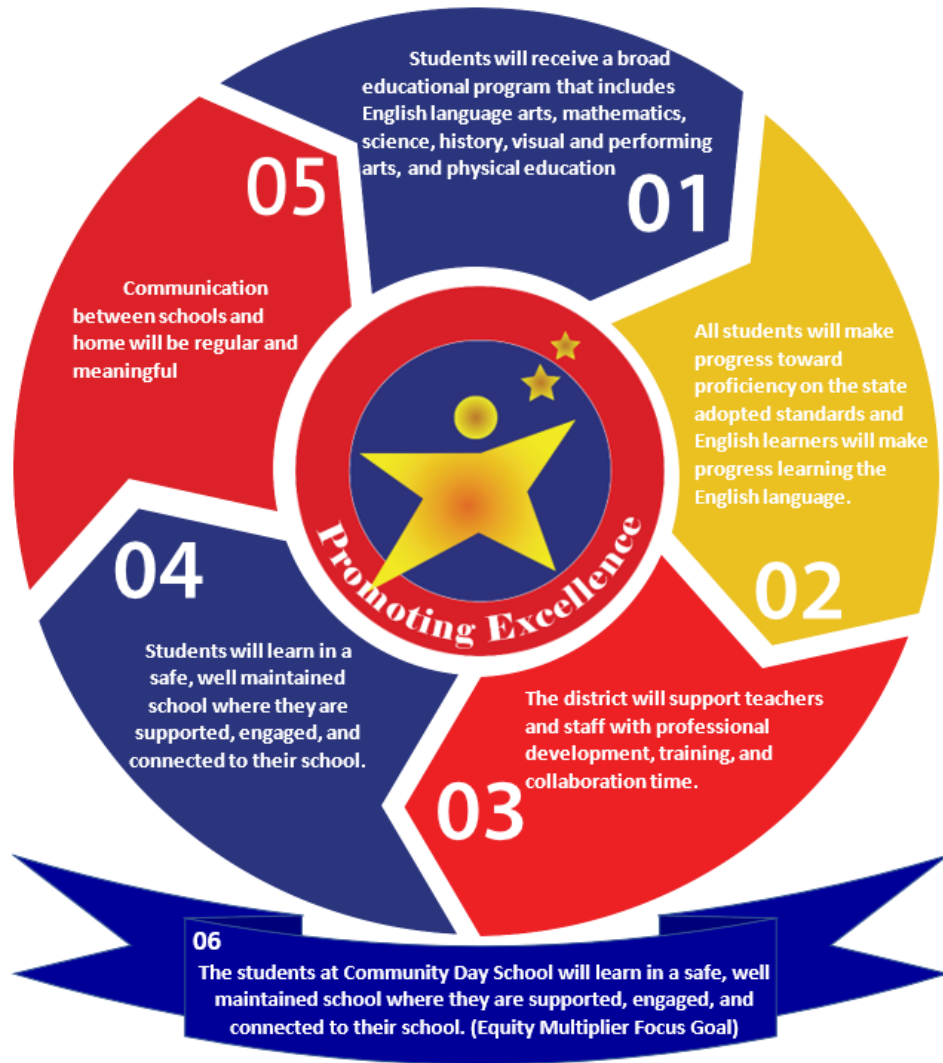 Students will receive a broad
educational program that includes
English language arts, mathematics,
science, history, visual and performing
arts, and physical education
01
All students will make
progress toward
proficiency on the state
adopted standards and
English learners will make
progress learning the
English language.
02
The district will support teachers
and staff with professional
development, training, and
collaboration time.
03
04
Students will learn in a
safe, well maintained
school where they are
supported, engaged, and
connected to their school.
05
Communication
between schools and
home will be regular and
meaningful
Promoting Excellence
06
The students at Community Day School will learn in a safe, well
maintained school where they are supported, engaged, and
connected to their school. (Equity Multiplier Focus Goal)